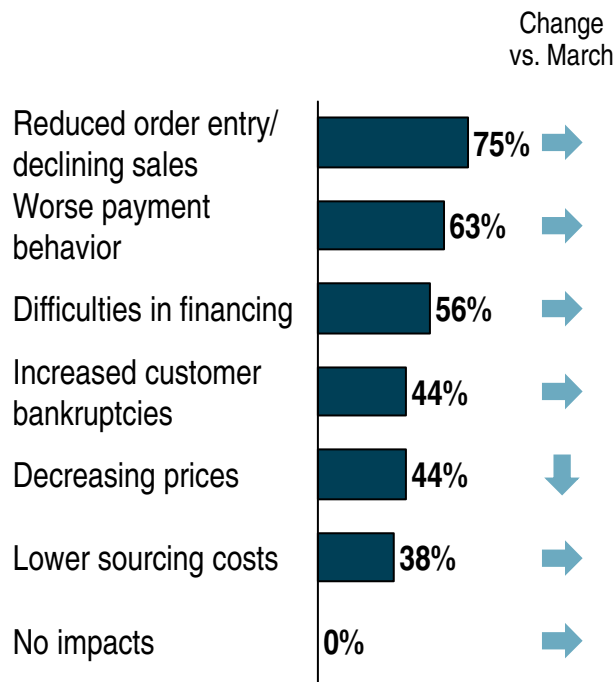 Change
vs. March
Reduced order entry/
declining sales
75%
Worse payment
behavior
63%
Difficulties in financing
56%
Increased customer
bankruptcies
44%
Decreasing prices
44%
Lower sourcing costs
38%
No impacts
0%